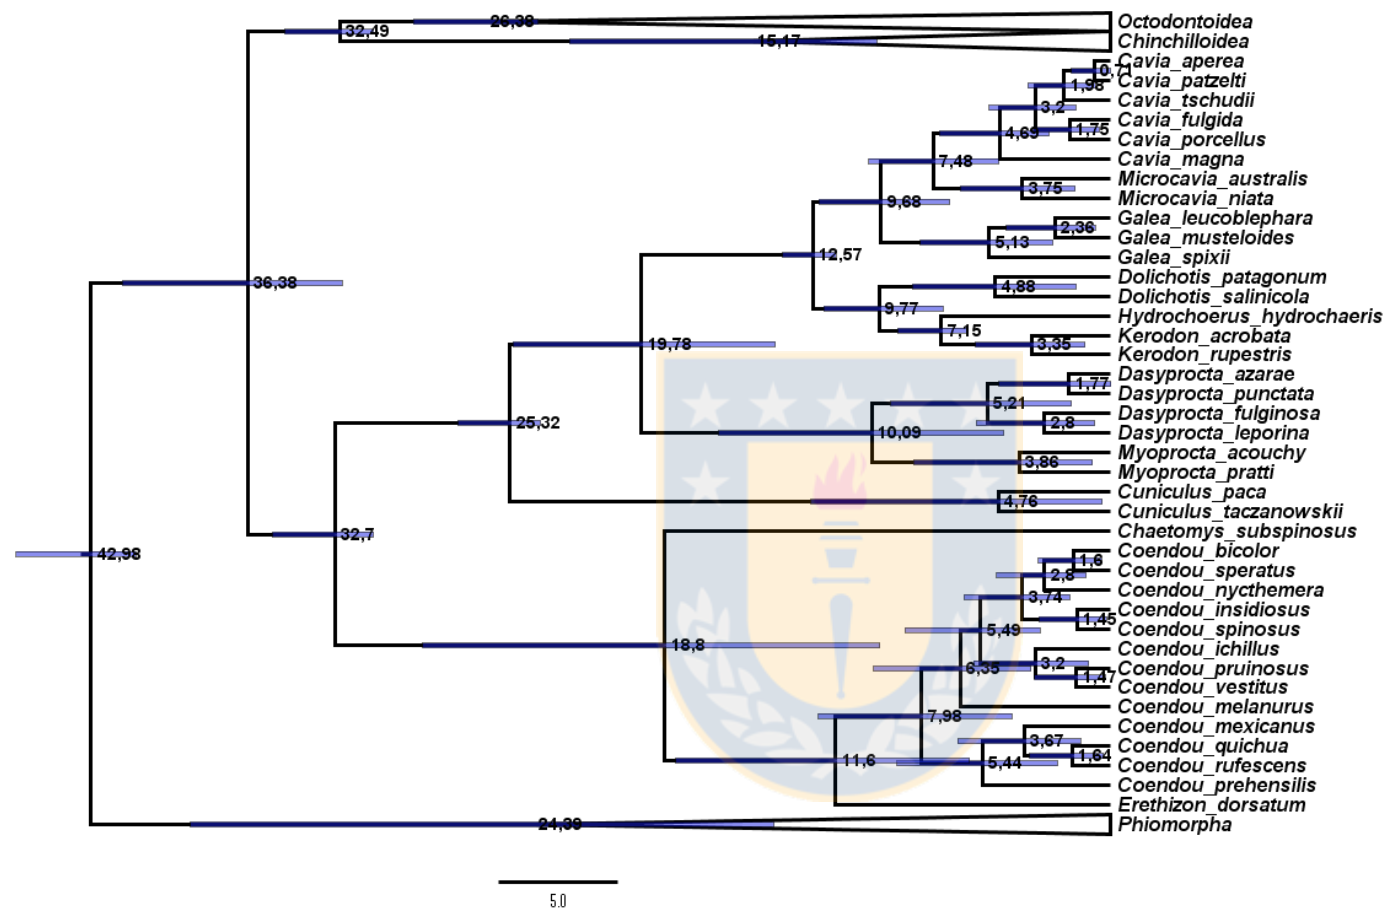 26,38
Octodontoidea
32,49
15,17
Chinchilloidea
Cavia_aperea
0,71
1,98
Cavia_patzelti
3,2
Cavia_tschudii
Cavia_fulgida
4,69
1,75
Cavia_porcellus
7,48
Cavia_magna
Microcavia_australis
3,75
9,68
Microcavia_niata
Galea_leucoblephara
2,36
Galea_musteloides
5,13
12,57
Galea_spixii
36,38
Dolichotis_patagonum
4,88
Dolichotis_salinicola
9,77
Hydrochoerus_hydrochaeris
7,15
Kerodon_acrobata
19,78
3,35
Kerodon_rupestris
Dasyprocta_azarae
1,77
Dasyprocta_punctata
5,21
Dasyprocta_fulginosa
25,32
2,8
10,09
Dasyprocta_leporina
Myoprocta_acouchy
3,86
Myoprocta_pratti
Cuniculus_paca
4,76
Cuniculus_taczanowskii
32,7
Chaetomys_subspinosus
42,98
Coendou_bicolor
1,6
Coendou_speratus
2,8
Coendou_nycthemera
3,74
Coendou_insidiosus
1,45
5,49
Coendou_spinosus
18,8
Coendou_ichillus
3,2
6,35
Coendou_pruinosus
1,47
Coendou_vestitus
Coendou_melanurus
7,98
Coendou_mexicanus
3,67
Coendou_quichua
1,64
11,6
5,44
Coendou_rufescens
Coendou_prehensilis
Erethizon_dorsatum
24,39
Phiomorpha
5.0